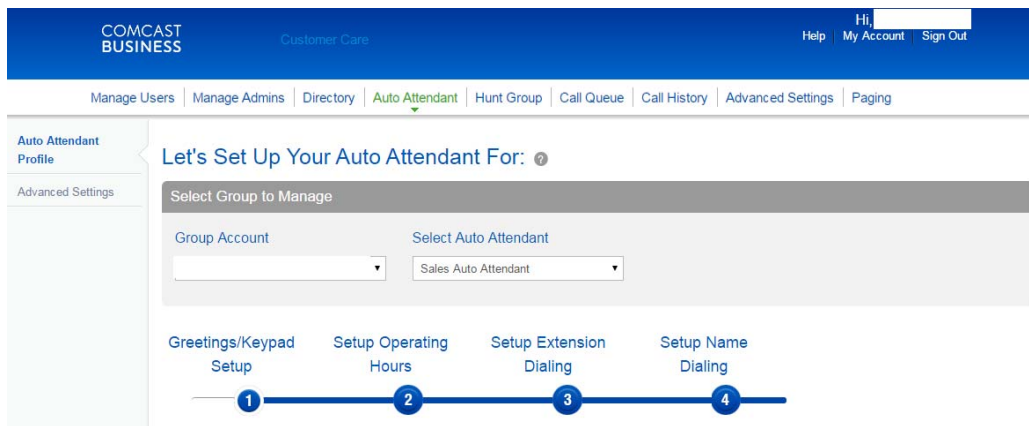 COMCAST
BUSINESS
Customer Care
Hi,
Help My Account Sign Out
Manage Users Manage Admins Directory Auto Attendant Hunt Group Call Queue Call History Advanced Settings Paging
Auto Attendant
Profile
Advanced Settings
Let's Set Up Your Auto Attendant For: ?
Select Group to Manage
Group Account Select Auto Attendant
Sales Auto Attendant
Greetings/Keypad Setup Operating Setup Extension Setup Name
Setup Hours Dialing Dialing
1 2 3 4